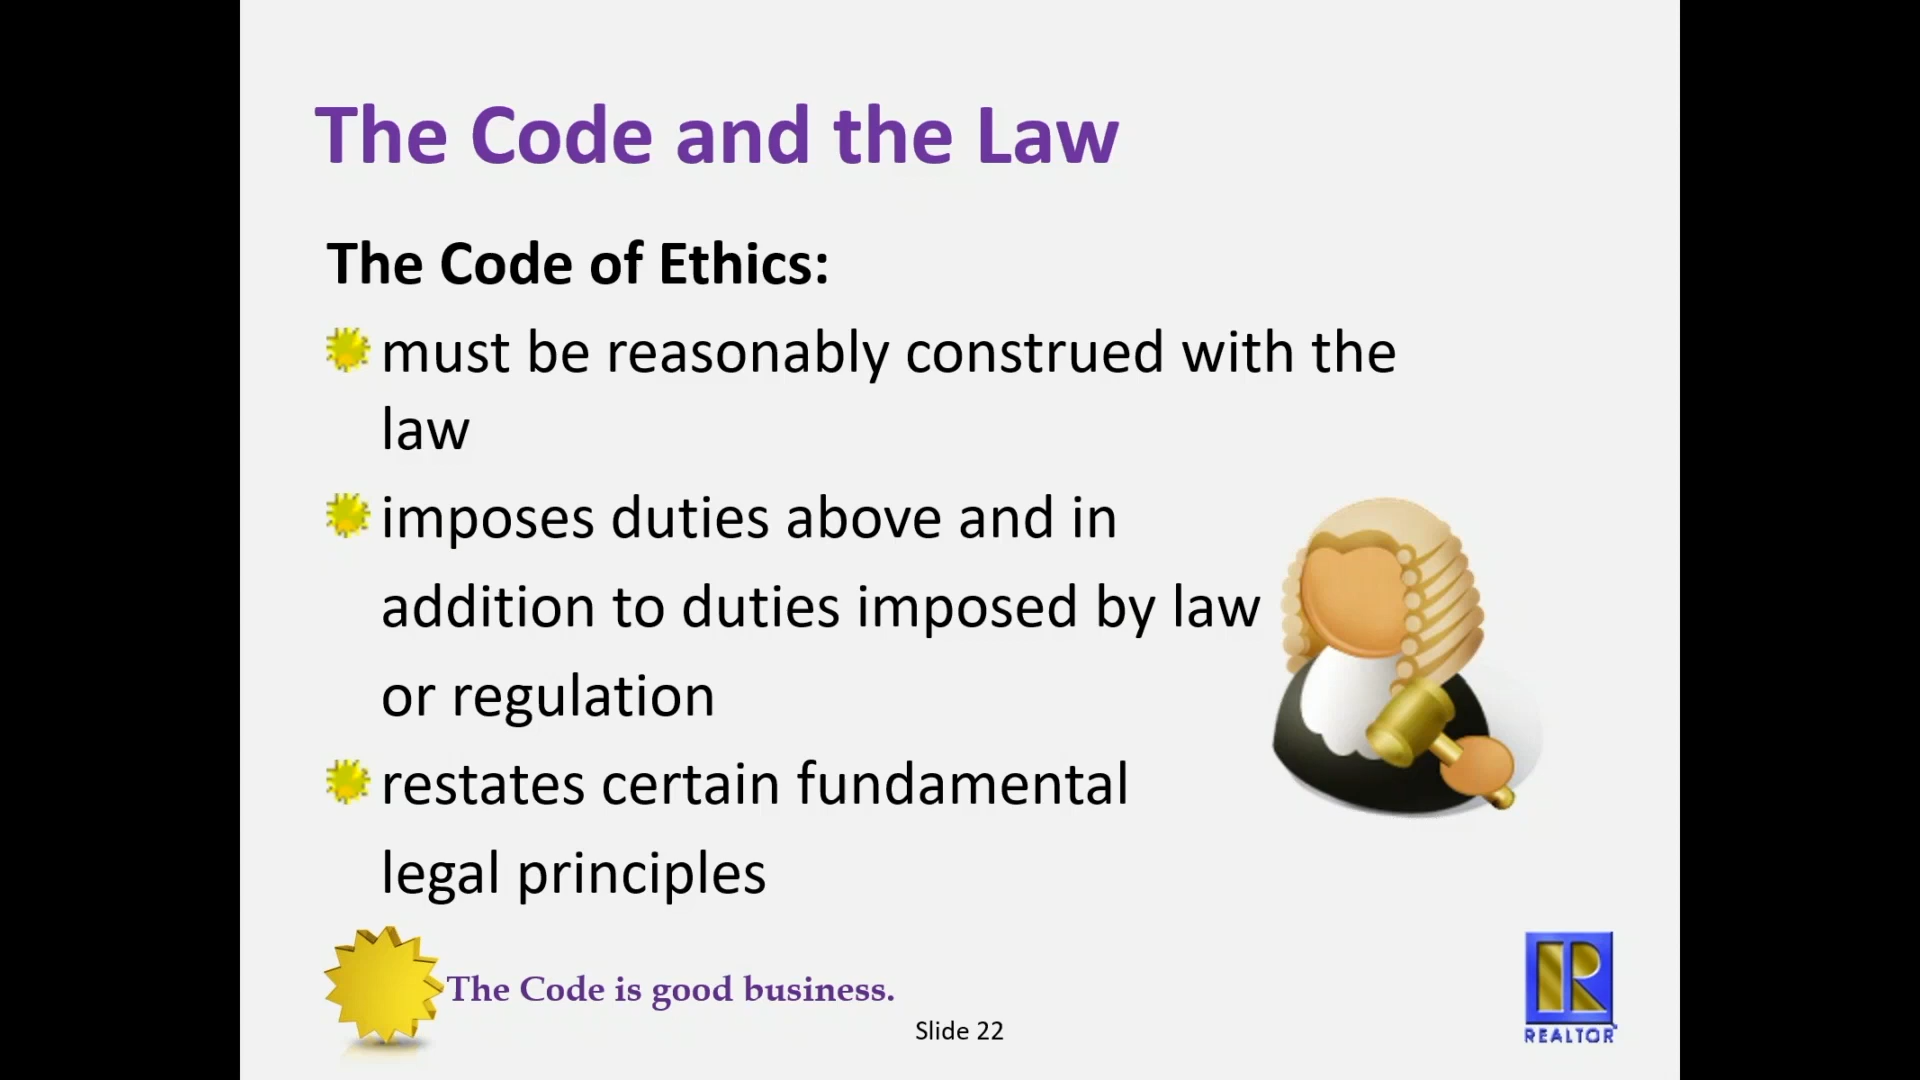 The Code and the Law
The Code of Ethics:
must be reasonably construed with the
law
imposes duties above and in
addition to duties imposed by law
or regulation
restates certain fundamental
legal principles
The Code is good business.
Slide 22
R
REALTOR